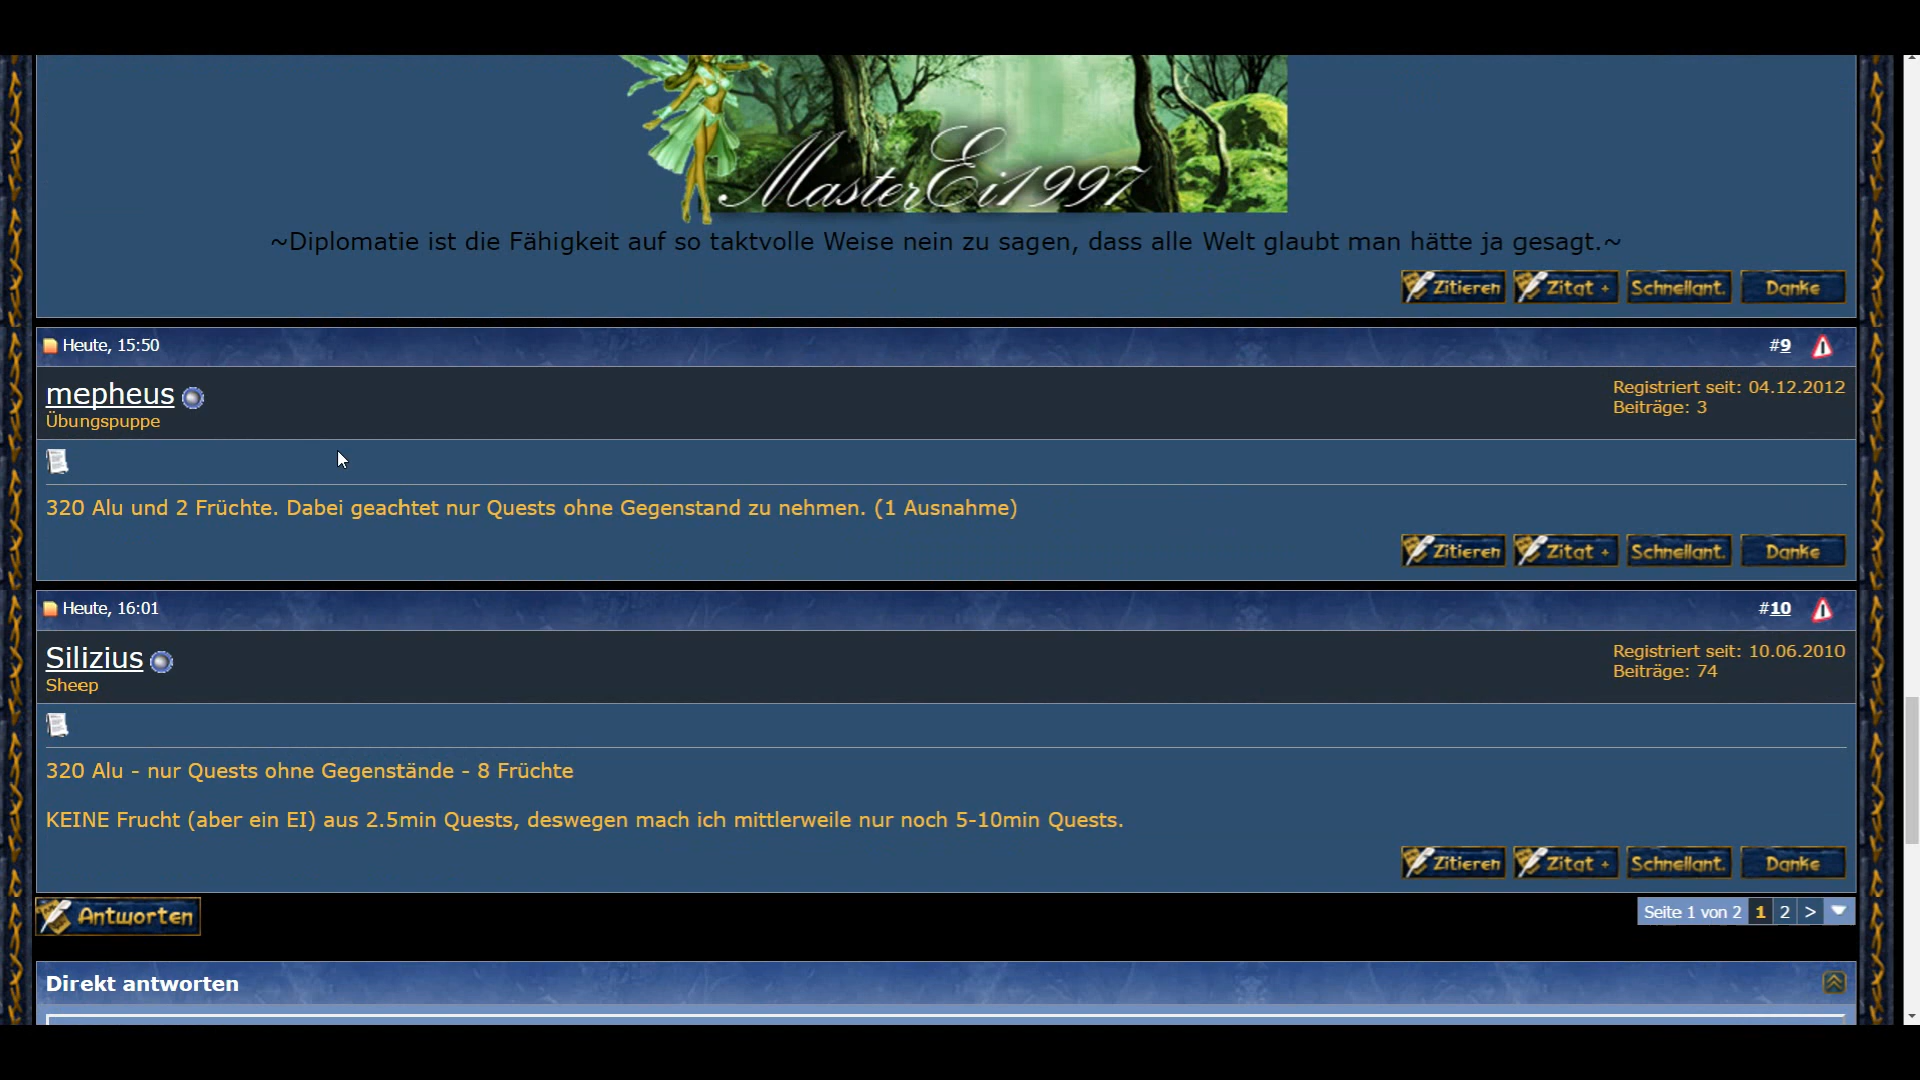 MasterEi1997
~Diplomatie ist die Fähigkeit auf so taktvolle Weise nein zu sagen, dass alle Welt glaubt man hätte ja gesagt.~
Zitieren Zitat + Schnellant. Danke
Heute, 15:50 #9
mepheus Registriert seit: 04.12.2012
Übungspuppe Beiträge: 3
320 Alu und 2 Früchte. Dabei geachtet nur Quests ohne Gegenstand zu nehmen. (1 Ausnahme)
Zitieren Zitat + Schnellant. Danke
Heute, 16:01 #10
Silizius Registriert seit: 10.06.2010
Sheep Beiträge: 74
320 Alu - nur Quests ohne Gegenstände - 8 Früchte
KEINE Frucht (aber ein EI) aus 2.5min Quests, deswegen mach ich mittlerweile nur noch 5-10min Quests.
Zitieren Zitat + Schnellant. Danke
Antworten Seite 1 von 2 1 2 >
Direkt antworten